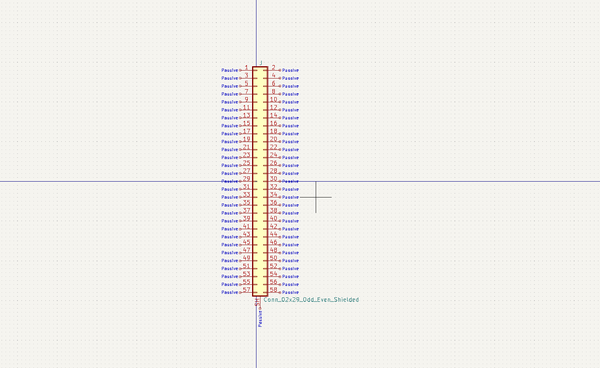 J
Passive 1 2 Passive
Passive 3 4 Passive
Passive 5 6 Passive
Passive 7 8 Passive
Passive 9 10 Passive
Passive 11 12 Passive
Passive 13 14 Passive
Passive 15 16 Passive
Passive 17 18 Passive
Passive 19 20 Passive
Passive 21 22 Passive
Passive 23 24 Passive
Passive 25 26 Passive
Passive 27 28 Passive
Passive 29 30 Passive
Passive 31 32 Passive
Passive 33 34 Passive
Passive 35 36 Passive
Passive 37 38 Passive
Passive 39 40 Passive
Passive 41 42 Passive
Passive 43 44 Passive
Passive 45 46 Passive
Passive 47 48 Passive
Passive 49 50 Passive
Passive 51 52 Passive
Passive 53 54 Passive
Passive 55 56 Passive
Passive 57 58 Passive
Conn_02x29_Odd_Even_Shielded
Passive